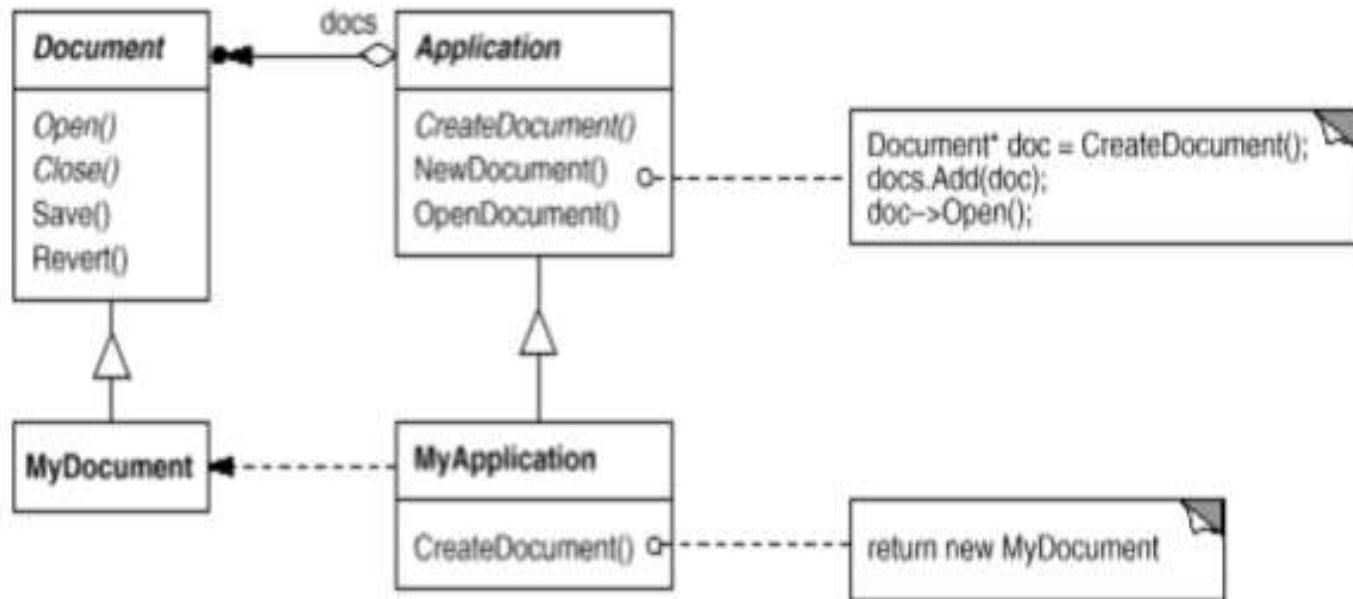 docs
Document
Open()
Close()
Save()
Revert()
Application
CreateDocument()
NewDocument()
OpenDocument()
Document* doc = CreateDocument();
docs.Add(doc);
doc->Open();
MyDocument
MyApplication
CreateDocument()
return new MyDocument